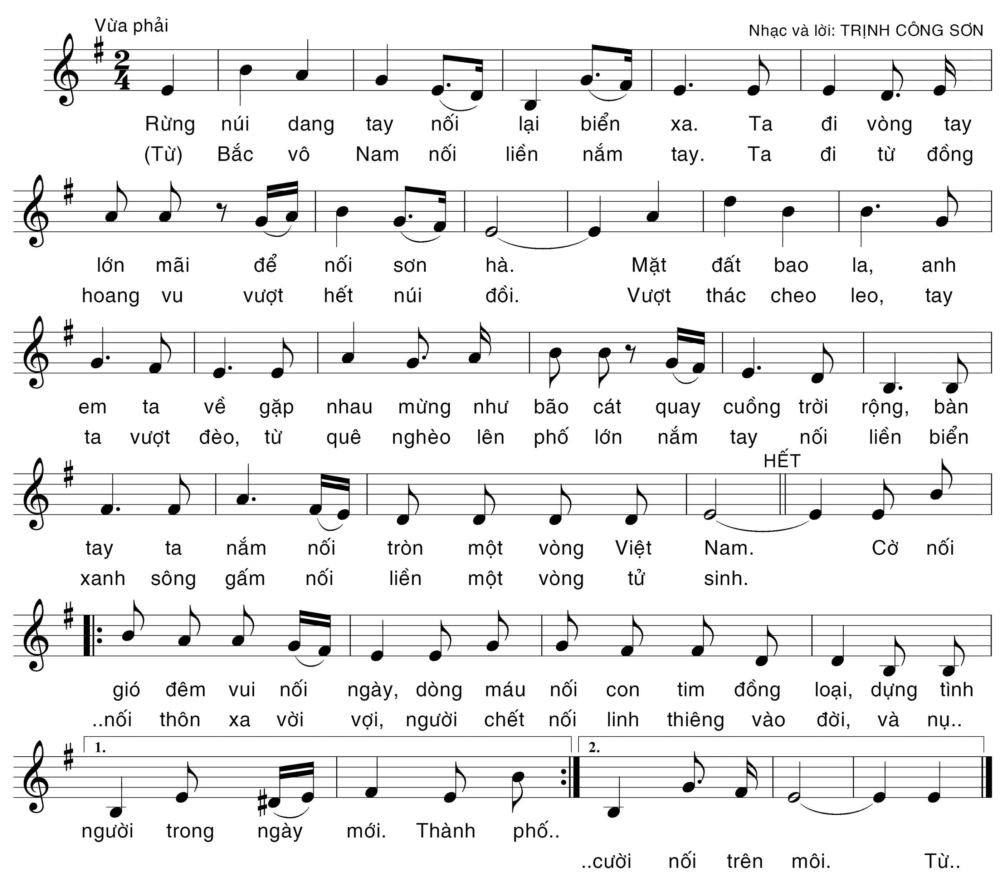 Vừa phải
Nhạc và lời: TRỊNH CÔNG SƠN
2
4
Rừng núi dang tay nối lại biển xa. Ta đi vòng tay
(Từ) Bắc vô Nam nối liền nắm tay. Ta đi từ đồng
lớn mãi để nối sơn hà. Mặt đất bao la, anh
hoang vu vượt hết núi đồi. Vượt thác cheo leo, tay
em ta về gặp nhau mừng như bão cát quay cuồng trời rộng, bàn
ta vượt đèo, từ quê nghèo lên phố lớn nắm tay nối liền biển
HẾT
tay ta nắm nối tròn một vòng Việt Nam. Cờ nối
xanh sông gấm nối liền một vòng tử sinh.
gió đêm vui nối ngày, dòng máu nối con tim đồng loại, dựng tình
..nối thôn xa vời vợi, người chết nối linh thiêng vào đời, và nụ..
1. 2.
người trong ngày mới. Thành phố..
..cười nối trên môi. Từ..